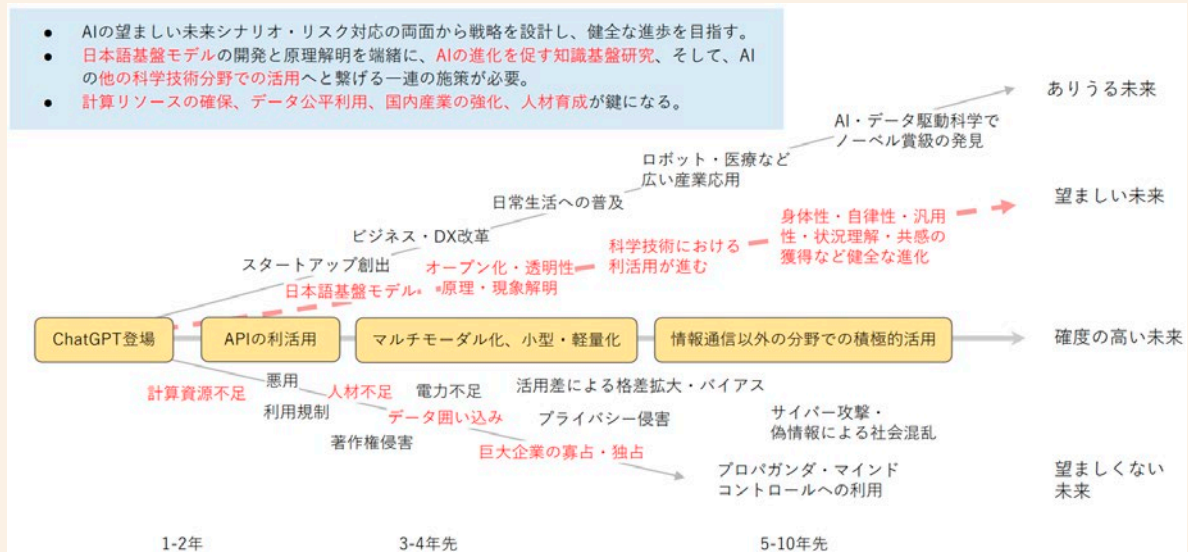 ● AIの望ましい未来シナリオ・リスク対応の両面から戦略を設計し、健全な進歩を目指す。
● 日本語基盤モデルの開発と原理解明を端緒に、AIの進化を促す知識基盤研究、そして、AI
の他の科学技術分野での活用へと繋げる一連の施策が必要。
● 計算リソースの確保、データ公平利用、国内産業の強化、人材育成が鍵になる。
ありうる未来
AI・データ駆動科学で
ノーベル賞級の発見
ロボット・医療など
広い産業応用
日常生活への普及
ビジネス・DX改革
スタートアップ創出
望ましい未来
身体性・自律性・汎用
性・状況理解・共感の
獲得など健全な進化
科学技術における
利活用が進む
オープン化・透明性
原理・現象解明
日本語基盤モデル
ChatGPT登場
APIの利活用
マルチモーダル化、小型・軽量化
情報通信以外の分野での積極的活用
確度の高い未来
計算資源不足
悪用
利用規制
人材不足
著作権侵害
電力不足
データ囲い込み
活用差による格差拡大・バイアス
プライバシー侵害
巨大企業の寡占・独占
サイバー攻撃・
偽情報による社会混乱
プロパガンダ・マインド
コントロールへの利用
望ましくない
未来
1-2年
3-4年先
5-10年先